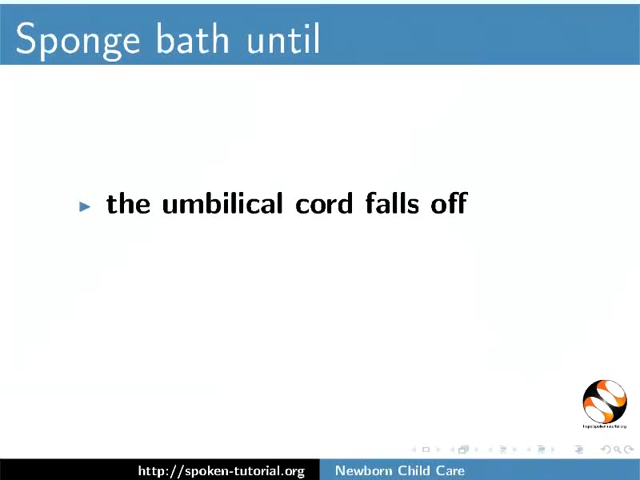 Sponge bath until
the umbilical cord falls off
http://spoken-tutorial.org Newborn Child Care